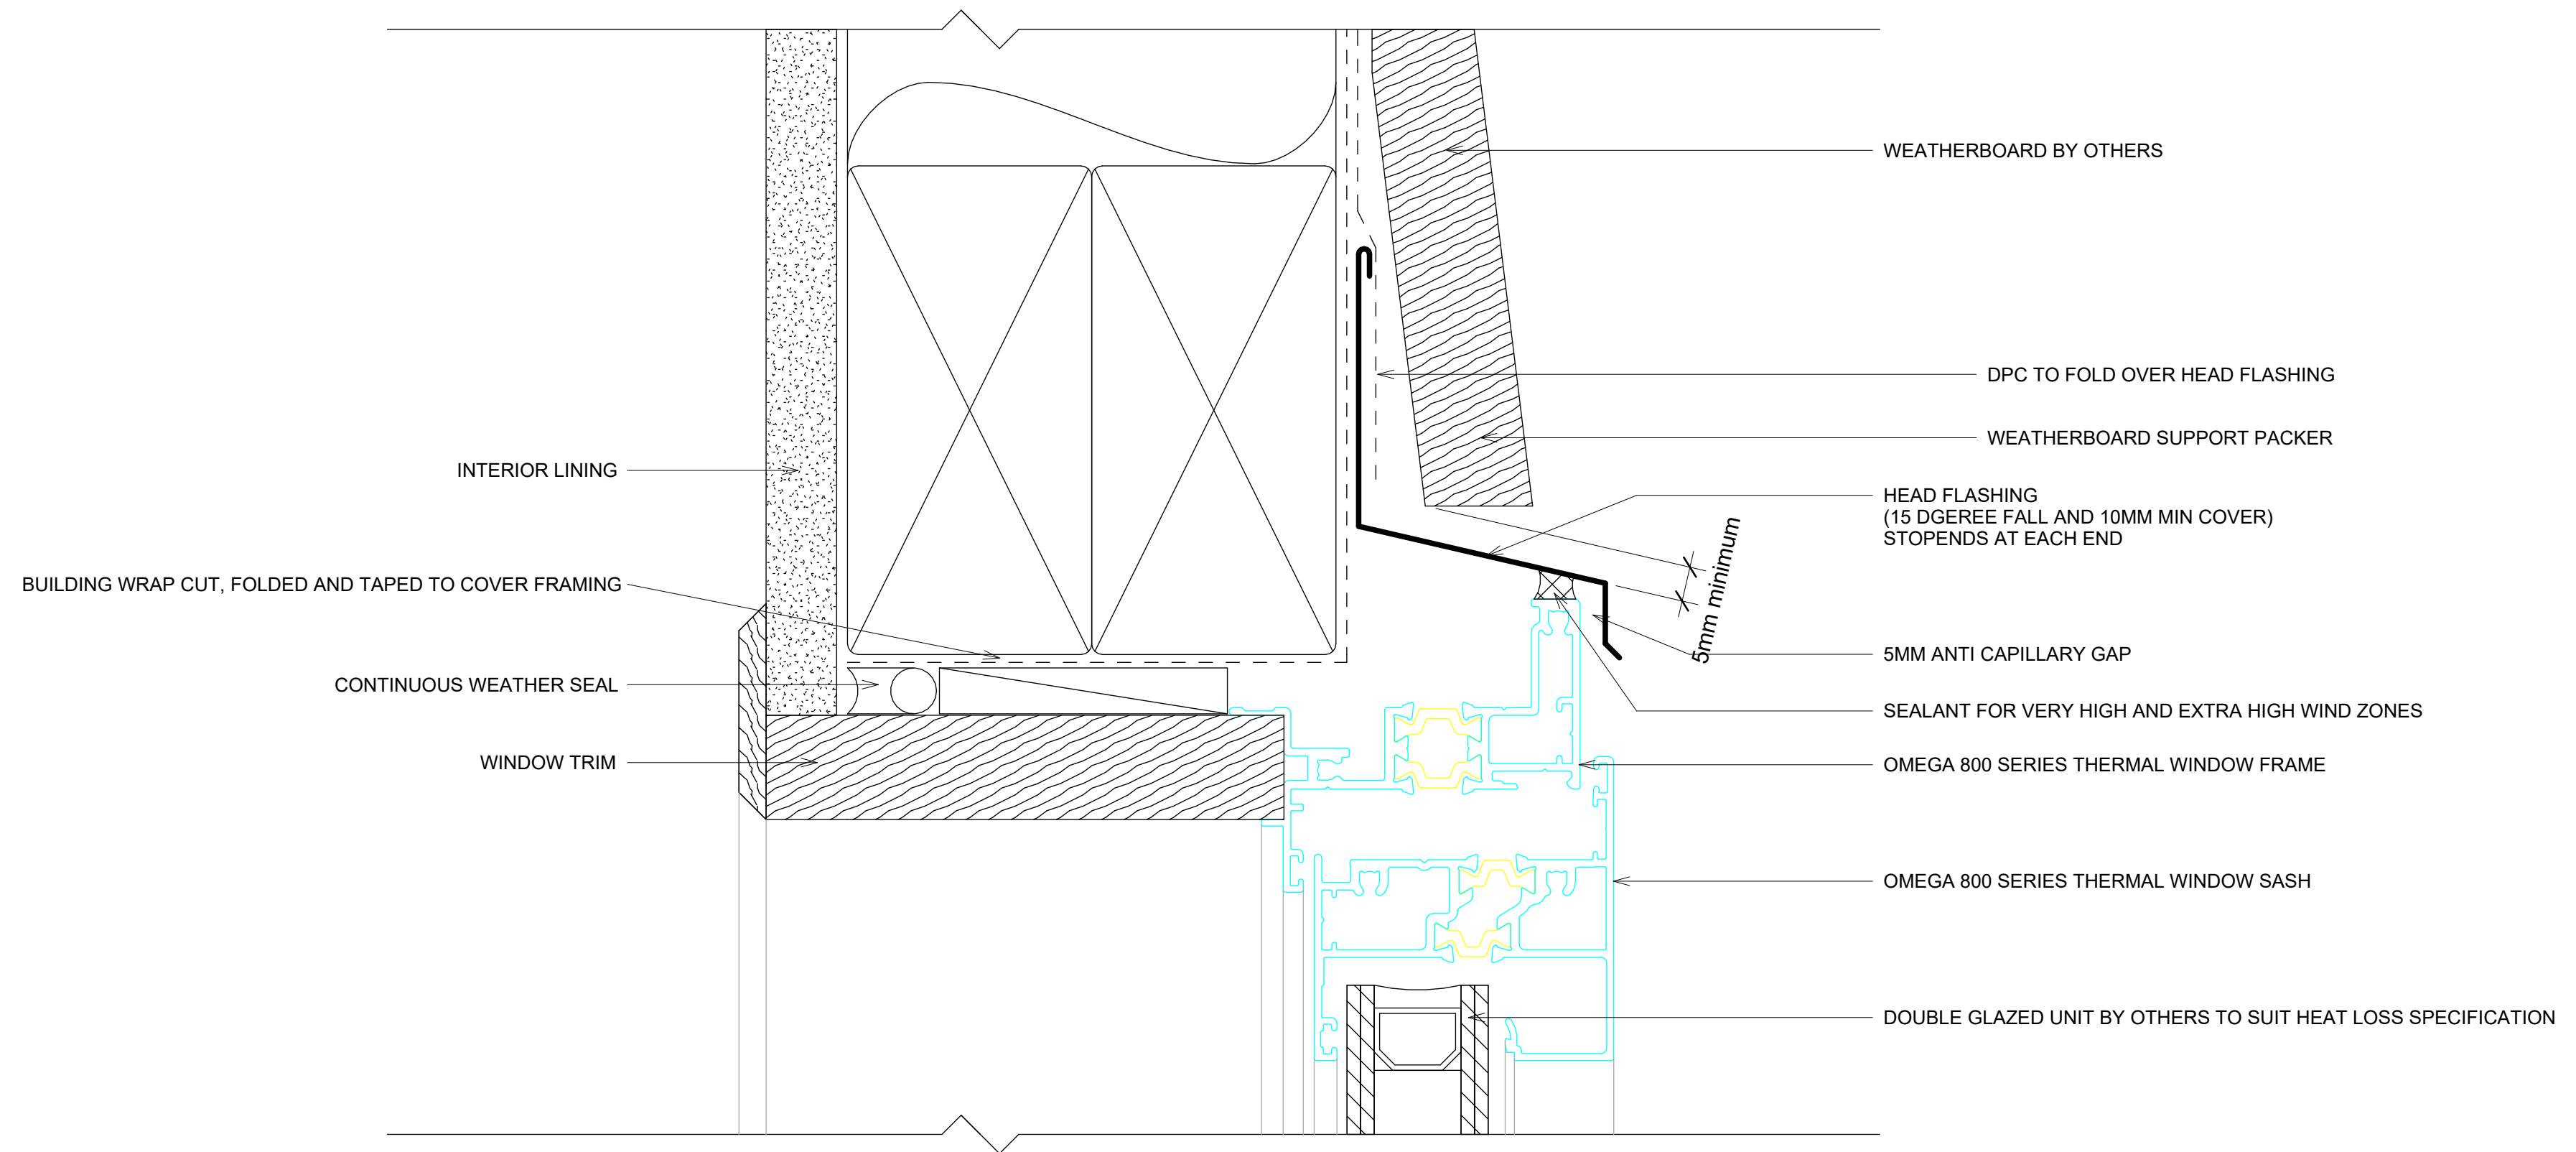 WEATHERBOARD BY OTHERS
DPC TO FOLD OVER HEAD FLASHING
WEATHERBOARD SUPPORT PACKER
INTERIOR LINING
HEAD FLASHING
(15 DGEREE FALL AND 10MM MIN COVER)
STOPENDS AT EACH END
5mm minimum
BUILDING WRAP CUT, FOLDED AND TAPED TO COVER FRAMING
5MM ANTI CAPILLARY GAP
CONTINUOUS WEATHER SEAL
SEALANT FOR VERY HIGH AND EXTRA HIGH WIND ZONES
WINDOW TRIM
OMEGA 800 SERIES THERMAL WINDOW FRAME
OMEGA 800 SERIES THERMAL WINDOW SASH
DOUBLE GLAZED UNIT BY OTHERS TO SUIT HEAT LOSS SPECIFICATION